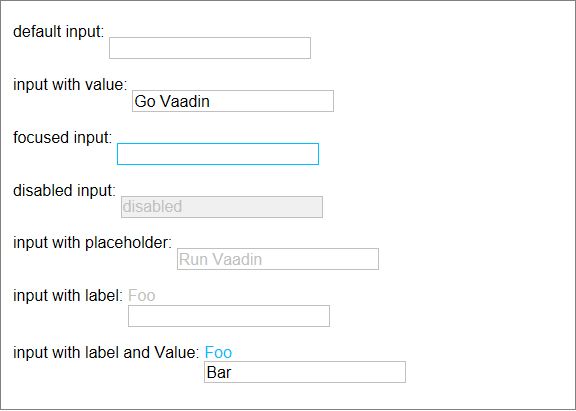 default input:
input with value:
Go Vaadin
focused input:
disabled input:
disabled
input with placeholder:
Run Vaadin
input with label: Foo
input with label and Value: Foo
Bar